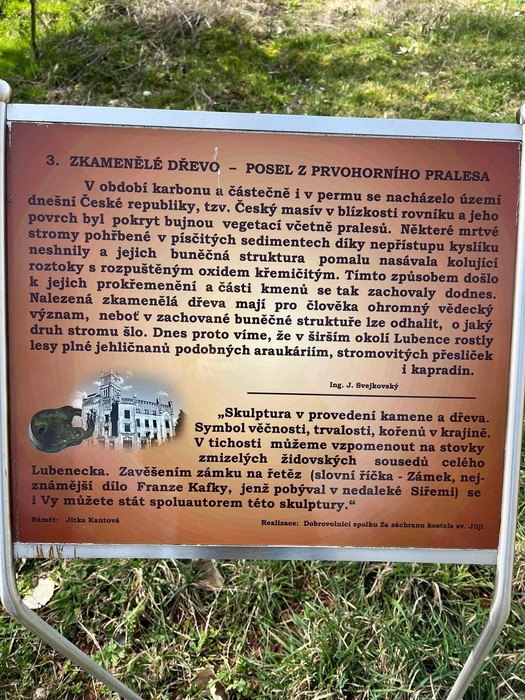 3. ZKAMENĚLÉ DŘEVO – POSEL Z PRVOHORNÍHO PRALESA
V období karbonu a částečně i v permu se nacházelo území
dnešní České republiky, tzv. Český masív v blízkosti rovníku a jeho
povrch byl pokryt bujnou vegetací včetně pralesů. Některé mrtvé
stromy pohřbené v písčitých sedimentech díky nepřístupu kyslíku
neshnily a jejich buněčná struktura pomalu nasávala kolující
roztoky s rozpuštěným oxidem křemičitým. Tímto způsobem došlo
k jejich prokřemenění a části kmenů se tak zachovaly dodnes.
Nalezená zkamenělá dřeva mají pro člověka ohromný vědecký
význam, neboť v zachované buněčné struktuře lze odhalit, o jaký
druh stromu šlo. Dnes proto víme, že v širším okolí Lubence rostly
lesy plné jehličnanů podobných araukáriím, stromovitých přesliček
i kapradin.
Ing. J. Svejkovský
„Skulptura v provedení kamene a dřeva.
Symbol věčnosti, trvalosti, kořenů v krajině.
V tichosti můžeme vzpomenout na stovky
zmizelých židovských sousedů celého
Lubenecka. Zavěšením zámku na řetěz (slovní říčka - Zámek, nej-
známější dílo Franze Kafky, jenž pobýval v nedaleké Siřemi) se
i Vy můžete stát spoluautorem této skulptury.“
Námět: Jitka Kantová
Realizace: Dobrovolníci spolku Za záchranu kostela sv. Jiljí